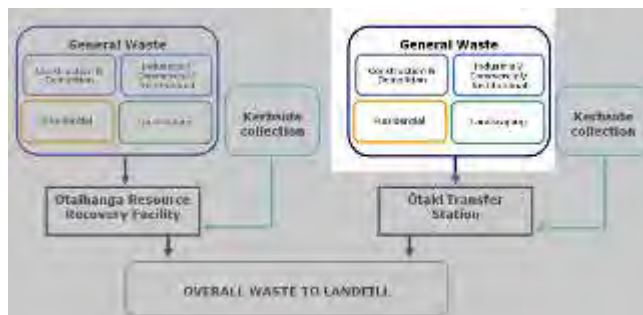 General Waste
Construction &
Demolition
Industrial/
Commercial/
Institutional
Residential
Landscaping
Kerbside
collection
Otaihanga Resource
Recovery Facility
General Waste
Construction &
Demolition
Industrial/
Commercial/
Institutional
Residential
Landscaping
Kerbside
collection
Ōtaki Transfer
Station
OVERALL WASTE TO LANDFILL